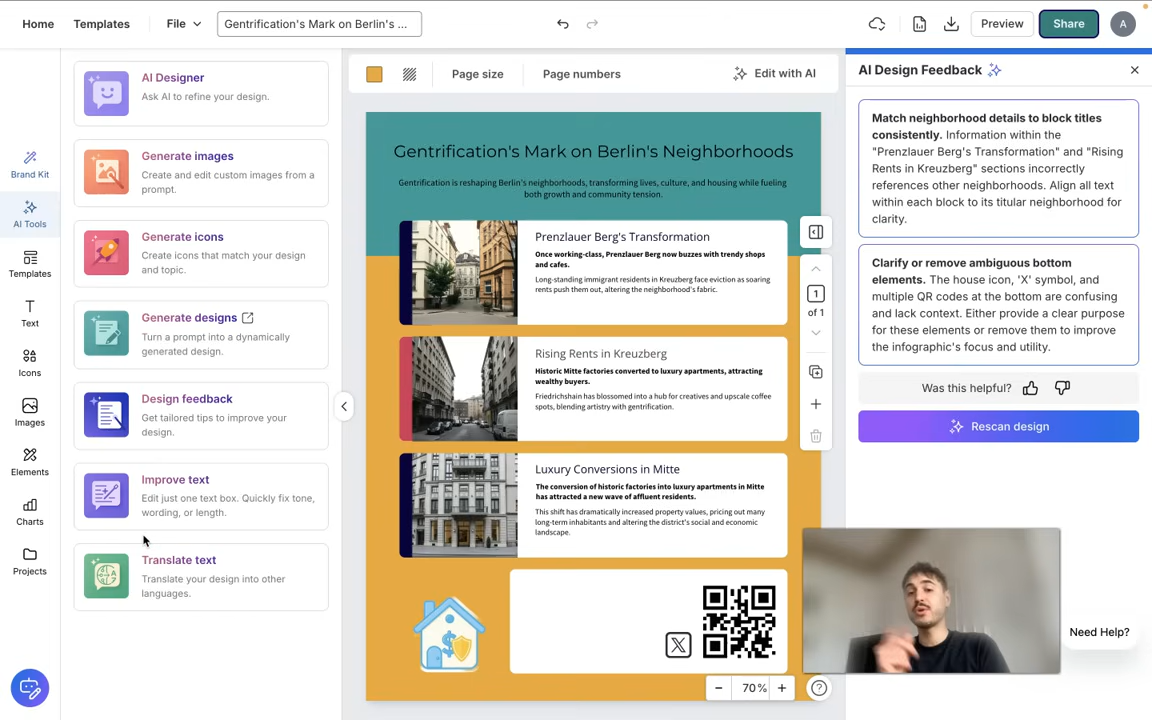 Home
Templates
File
Gentrification's Mark on Berlin's ...
Preview
Share
A
Brand Kit
AI Tools
Templates
Text
Icons
Images
Elements
Charts
Projects
AI Designer
Ask AI to refine your design.
Generate images
Create and edit custom images from a
prompt.
Generate icons
Create icons that match your design
and topic.
Generate designs
Turn a prompt into a dynamically
generated design.
Design feedback
Get tailored tips to improve your
design.
Improve text
Edit just one text box. Quickly fix tone,
wording, or length.
Translate text
Translate your design into other
languages.
Page size
Page numbers
Edit with AI
Gentrification's Mark on Berlin's Neighborhoods
Gentrification is reshaping Berlin's neighborhoods, transforming lives, culture, and housing while fueling
both growth and community tension.
Prenzlauer Berg's Transformation
Once working-class, Prenzlauer Berg now buzzes with trendy shops
and cafes.
Long-standing immigrant residents in Kreuzberg face eviction as soaring
rents push them out, altering the neighborhood's fabric.
Rising Rents in Kreuzberg
Historic Mitte factories converted to luxury apartments, attracting
wealthy buyers.
Friedrichshain has blossomed into a hub for creatives and upscale coffee
spots, blending artistry with gentrification.
Luxury Conversions in Mitte
The conversion of historic factories into luxury apartments in Mitte
has attracted a new wave of affluent residents.
This shift has dramatically increased property values, pricing out many
long-term inhabitants and altering the district's social and economic
landscape.
1
of 1
70%
AI Design Feedback
Match neighborhood details to block titles
consistently. Information within the
"Prenzlauer Berg's Transformation" and "Rising
Rents in Kreuzberg" sections incorrectly
references other neighborhoods. Align all text
within each block to its titular neighborhood for
clarity.
Clarify or remove ambiguous bottom
elements. The house icon, 'X' symbol, and
multiple QR codes at the bottom are confusing
and lack context. Either provide a clear purpose
for these elements or remove them to improve
the infographic's focus and utility.
Was this helpful?
Rescan design
Need Help?